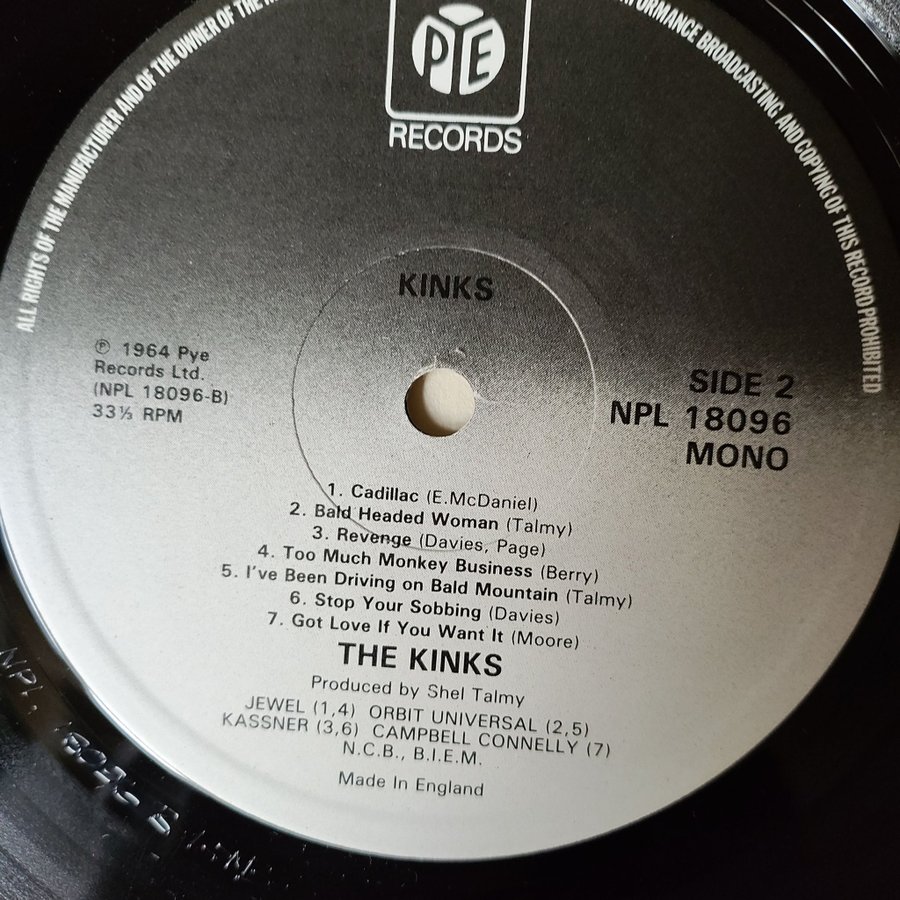 ALL RIGHTS OF THE MANUFACTURER AND OF THE OWNER OF THE
PERFORMANCE BROADCASTING AND COPYING OF THIS RECORD PROHIBITED
PYE
RECORDS
KINKS
℗ 1964 Pye
Records Ltd.
(NPL 18096-B)
33⅓ RPM
SIDE 2
NPL 18096
MONO
1. Cadillac (E.McDaniel)
2. Bald Headed Woman (Talmy)
3. Revenge (Davies, Page)
4. Too Much Monkey Business (Berry)
5. I've Been Driving on Bald Mountain (Talmy)
6. Stop Your Sobbing (Davies)
7. Got Love If You Want It (Moore)
THE KINKS
Produced by Shel Talmy
JEWEL (1,4) ORBIT UNIVERSAL (2,5)
KASSNER (3,6) CAMPBELL CONNELLY (7)
N.C.B., B.I.E.M.
Made In England
NPL 18096 B